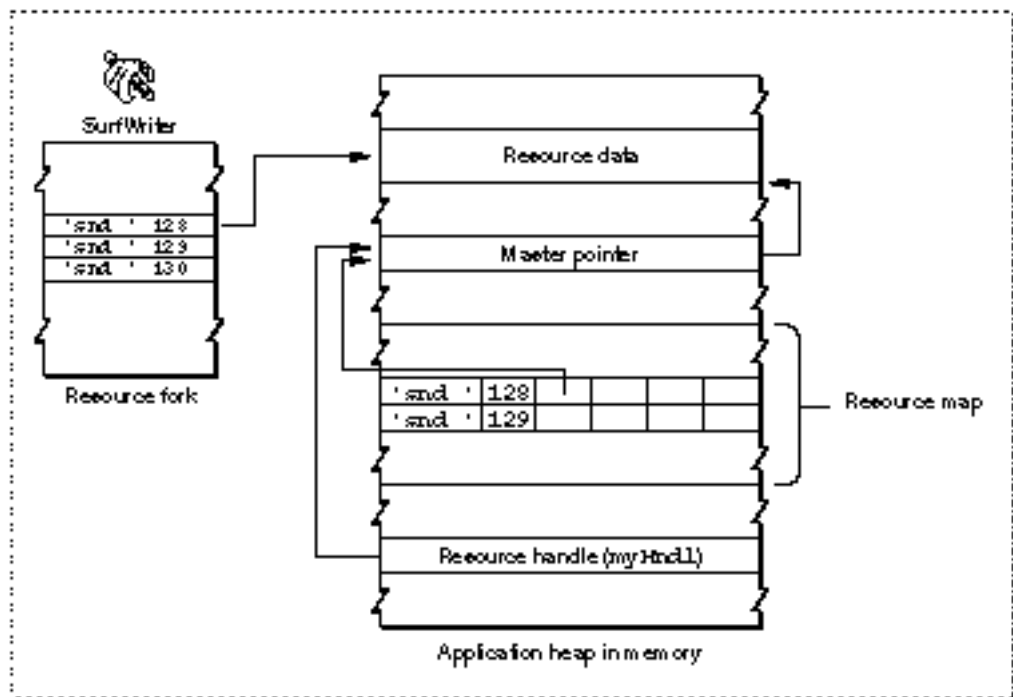 SurfWriter
'snd ' 128
'snd ' 129
'snd ' 130
Resource fork
Resource data
Master pointer
'snd ' 128
'snd ' 129
Resource map
Resource handle (myHndl1)
Application heap in memory